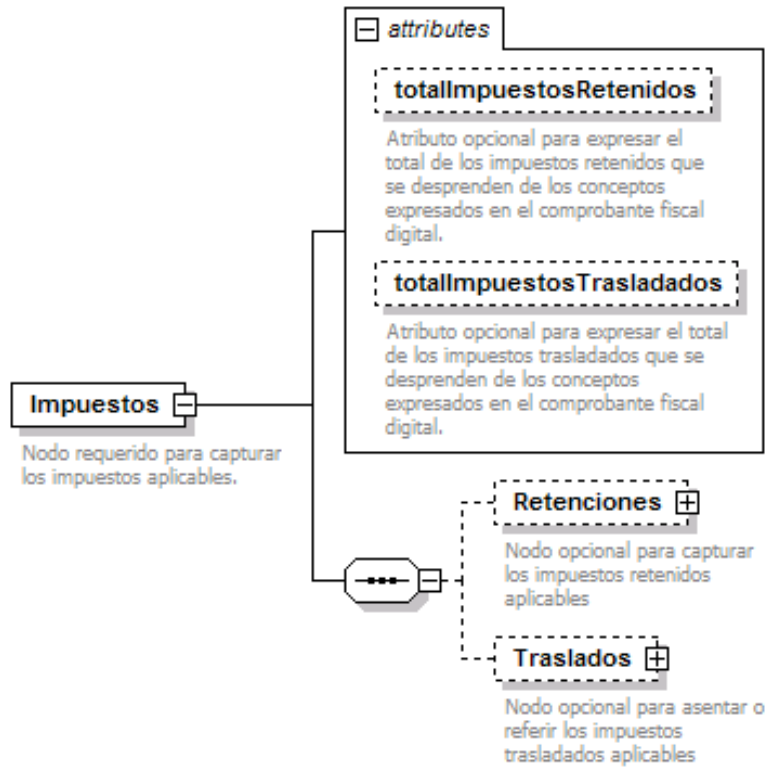 attributes
totalImpuestosRetenidos
Atributo opcional para expresar el
total de los impuestos retenidos que
se desprenden de los conceptos
expresados en el comprobante fiscal
digital.
totalImpuestosTrasladados
Atributo opcional para expresar el total
de los impuestos trasladados que se
desprenden de los conceptos
expresados en el comprobante fiscal
digital.
Impuestos
Nodo requerido para capturar
los impuestos aplicables.
Retenciones
Nodo opcional para capturar
los impuestos retenidos
aplicables
Traslados
Nodo opcional para asentar o
referir los impuestos
trasladados aplicables